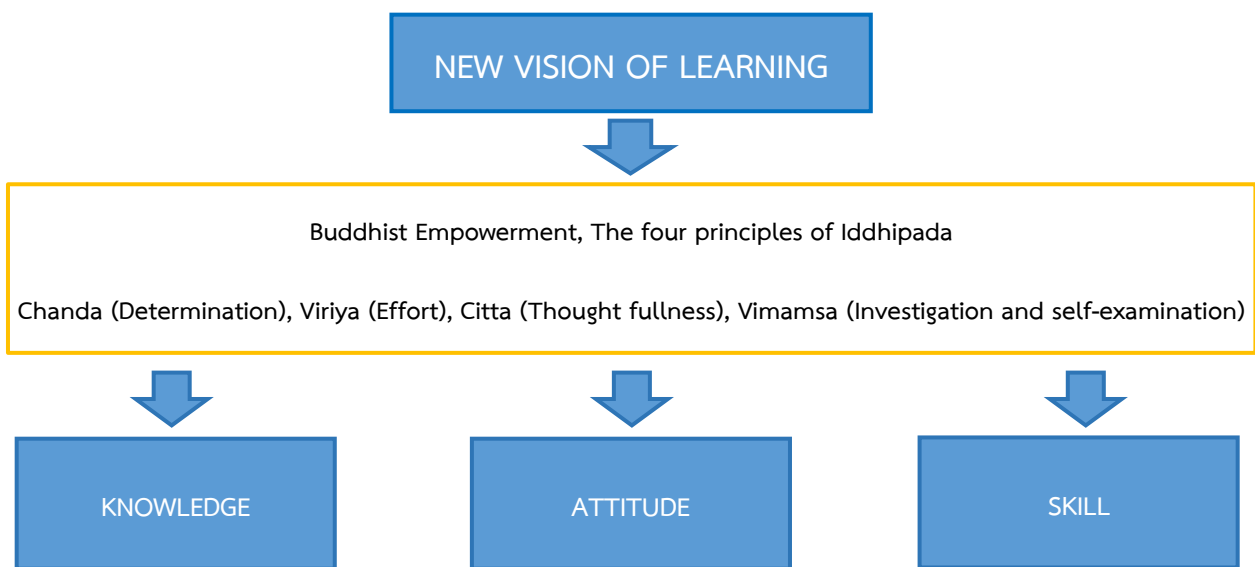 NEW VISION OF LEARNING
Buddhist Empowerment, The four principles of Iddhipada
Chanda (Determination), Viriya (Effort), Citta (Thought fullness), Vimamsa (Investigation and self-examination)
KNOWLEDGE
ATTITUDE
SKILL